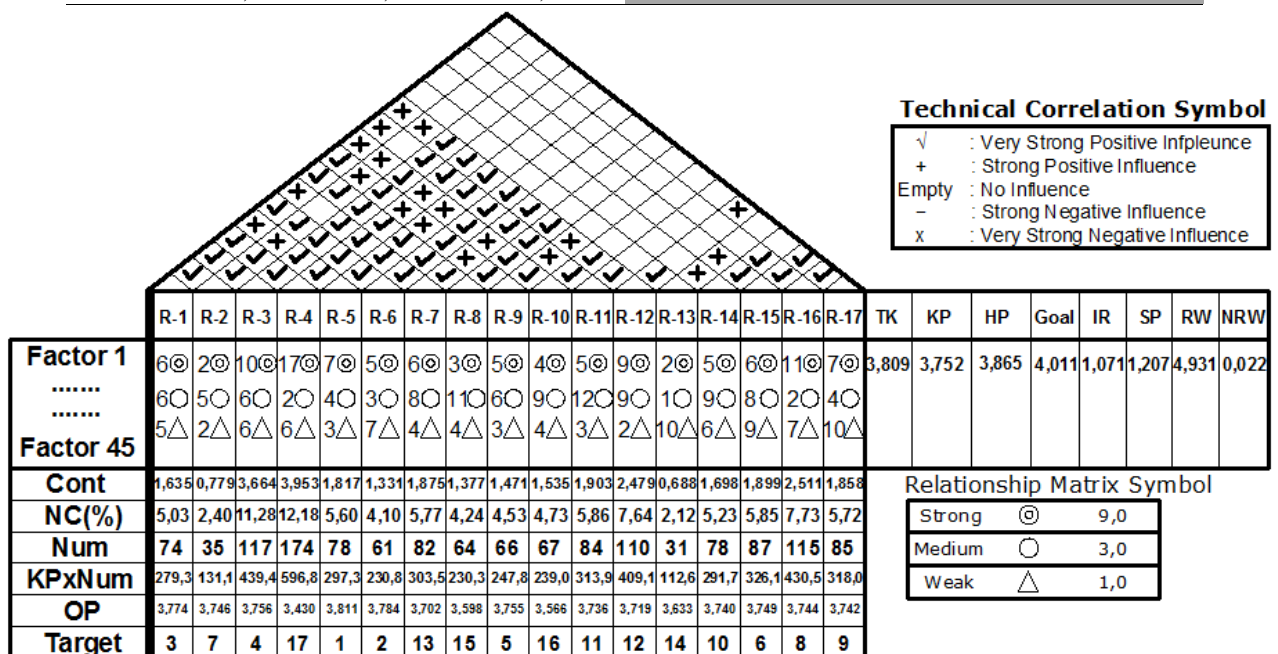 Technical Correlation Symbol
√ : Very Strong Positive Infpleunce
+ : Strong Positive Influence
Empty : No Influence
− : Strong Negative Influence
x : Very Strong Negative Influence
R-1 R-2 R-3 R-4 R-5 R-6 R-7 R-8 R-9 R-10 R-11 R-12 R-13 R-14 R-15 R-16 R-17 TK KP HP Goal IR SP RW NRW
Factor 1 6◎ 2◎ 10◎ 17◎ 7◎ 5◎ 6◎ 3◎ 5◎ 4◎ 5◎ 9◎ 2◎ 5◎ 6◎ 11◎ 7◎ 3,809 3,752 3,865 4,011 1,071 1,207 4,931 0,022
....... 6○ 5○ 6○ 2○ 4○ 3○ 8○ 11○ 6○ 9○ 12○ 9○ 1○ 9○ 8○ 2○ 4○
....... 5△ 2△ 6△ 6△ 3△ 7△ 4△ 4△ 3△ 4△ 3△ 2△ 10△ 6△ 9△ 7△ 10△
Factor 45
Cont 1,635 0,779 3,664 3,953 1,817 1,331 1,875 1,377 1,471 1,535 1,903 2,479 0,688 1,698 1,899 2,511 1,858
NC(%) 5,03 2,40 11,28 12,18 5,60 4,10 5,77 4,24 4,53 4,73 5,86 7,64 2,12 5,23 5,85 7,73 5,72
Num 74 35 117 174 78 61 82 64 66 67 84 110 31 78 87 115 85
KPxNum 279,3 131,1 439,4 596,8 297,3 230,8 303,5 230,3 247,8 239,0 313,9 409,1 112,6 291,7 326,1 430,5 318,0
OP 3,774 3,746 3,756 3,430 3,811 3,784 3,702 3,598 3,755 3,566 3,736 3,719 3,633 3,740 3,749 3,744 3,742
Target 3 7 4 17 1 2 13 15 5 16 11 12 14 10 6 8 9
Relationship Matrix Symbol
Strong ◎ 9,0
Medium ○ 3,0
Weak △ 1,0